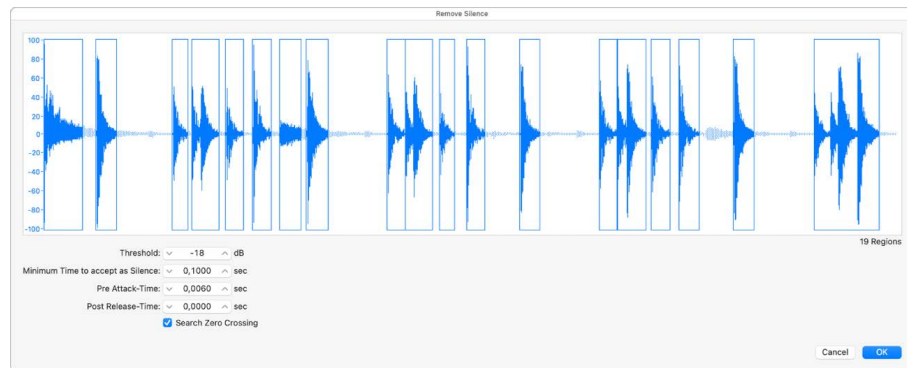 Remove Silence
100
80
60
40
20
0
-20
-40
-60
-80
-100
19 Regions
Threshold: -18 dB
Minimum Time to accept as Silence: 0,1000 sec
Pre Attack-Time: 0,0060 sec
Post Release-Time: 0,0000 sec
Search Zero Crossing
Cancel OK